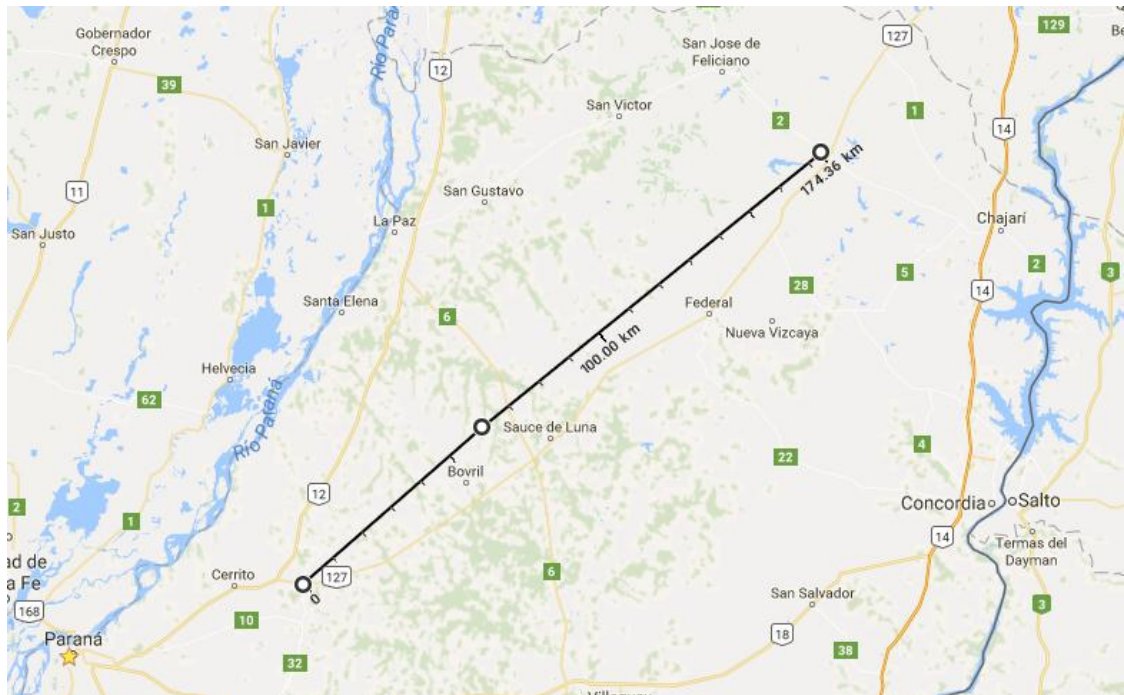 Gobernador
Crespo
39
Río Paraná
12
San Jose de
Feliciano
127
129
Be
San Victor
2
1
14
San Javier
11
1
174.36 km
San Gustavo
La Paz
San Justo
Chajarí
2
3
5
14
28
Santa Elena
6
Federal
Nueva Vizcaya
100.00 km
Helvecia
62
Río Paraná
Sauce de Luna
4
Bovril
22
12
Concordia
Salto
2
1
14
Termas del
Dayman
ad de
a Fe
Cerrito
127
0
6
San Salvador
3
168
10
Paraná
18
32
38